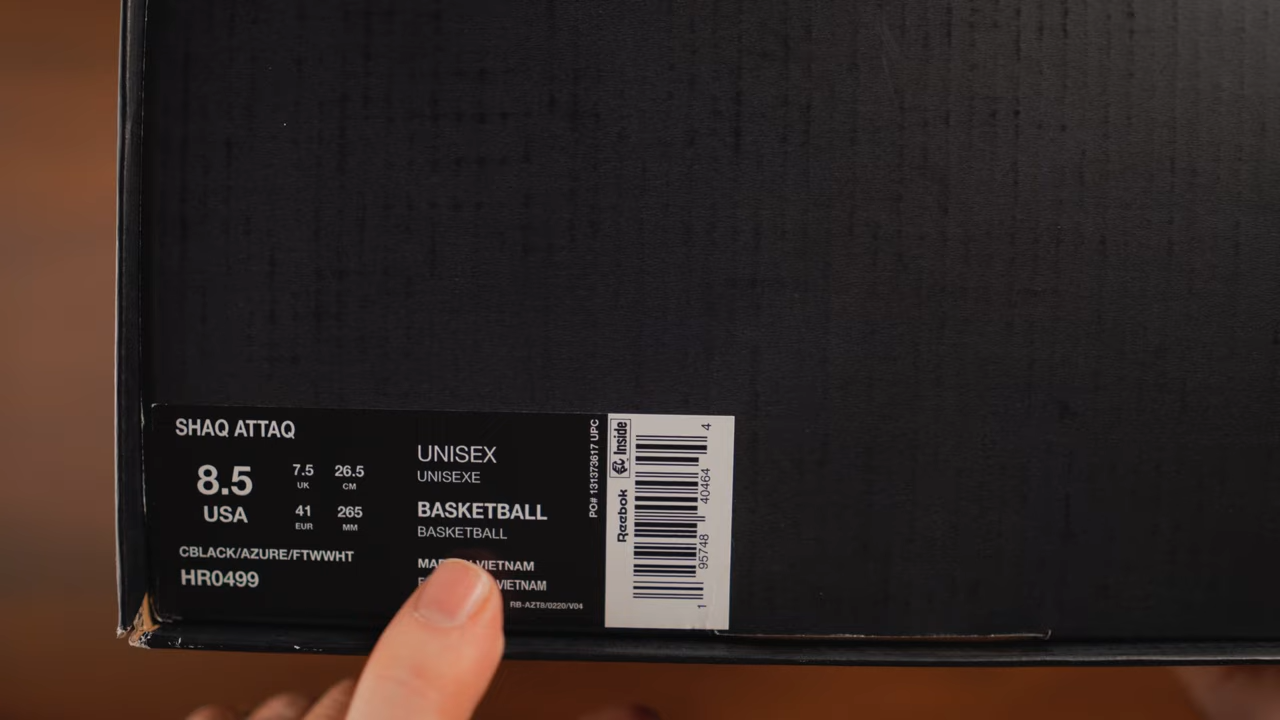 SHAQ ATTAQ
8.5
USA
7.5
UK
26.5
CM
41
EUR
265
MM
CBLACK/AZURE/FTWWHT
HR0499
UNISEX
UNISEXE
BASKETBALL
BASKETBALL
VIETNAM
VIETNAM
RB-AZT8/0220/V04
PO# 131373617 UPC
Reebok
Inside
1 95748 40464 4